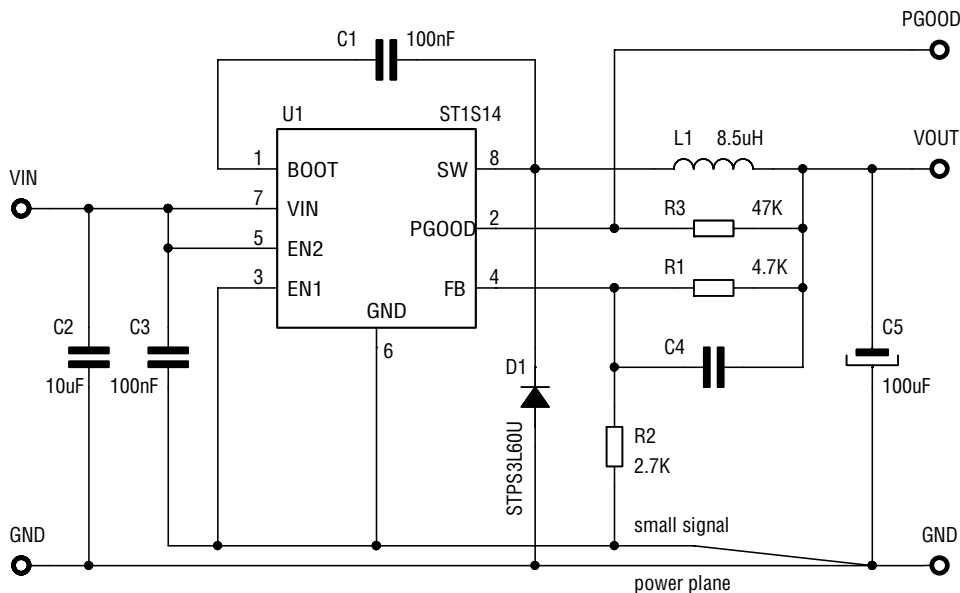 PGOOD
C1 100nF
U1 ST1S14
L1 8.5uH VOUT
1 BOOT SW 8
VIN
7 VIN
PGOOD 2 R3 47K
5 EN2
R1 4.7K
3 EN1 FB 4
GND
6
C2 C3 C4 C5
10uF 100nF D1 100uF
STPS3L60U
R2
2.7K
GND small signal GND
power plane